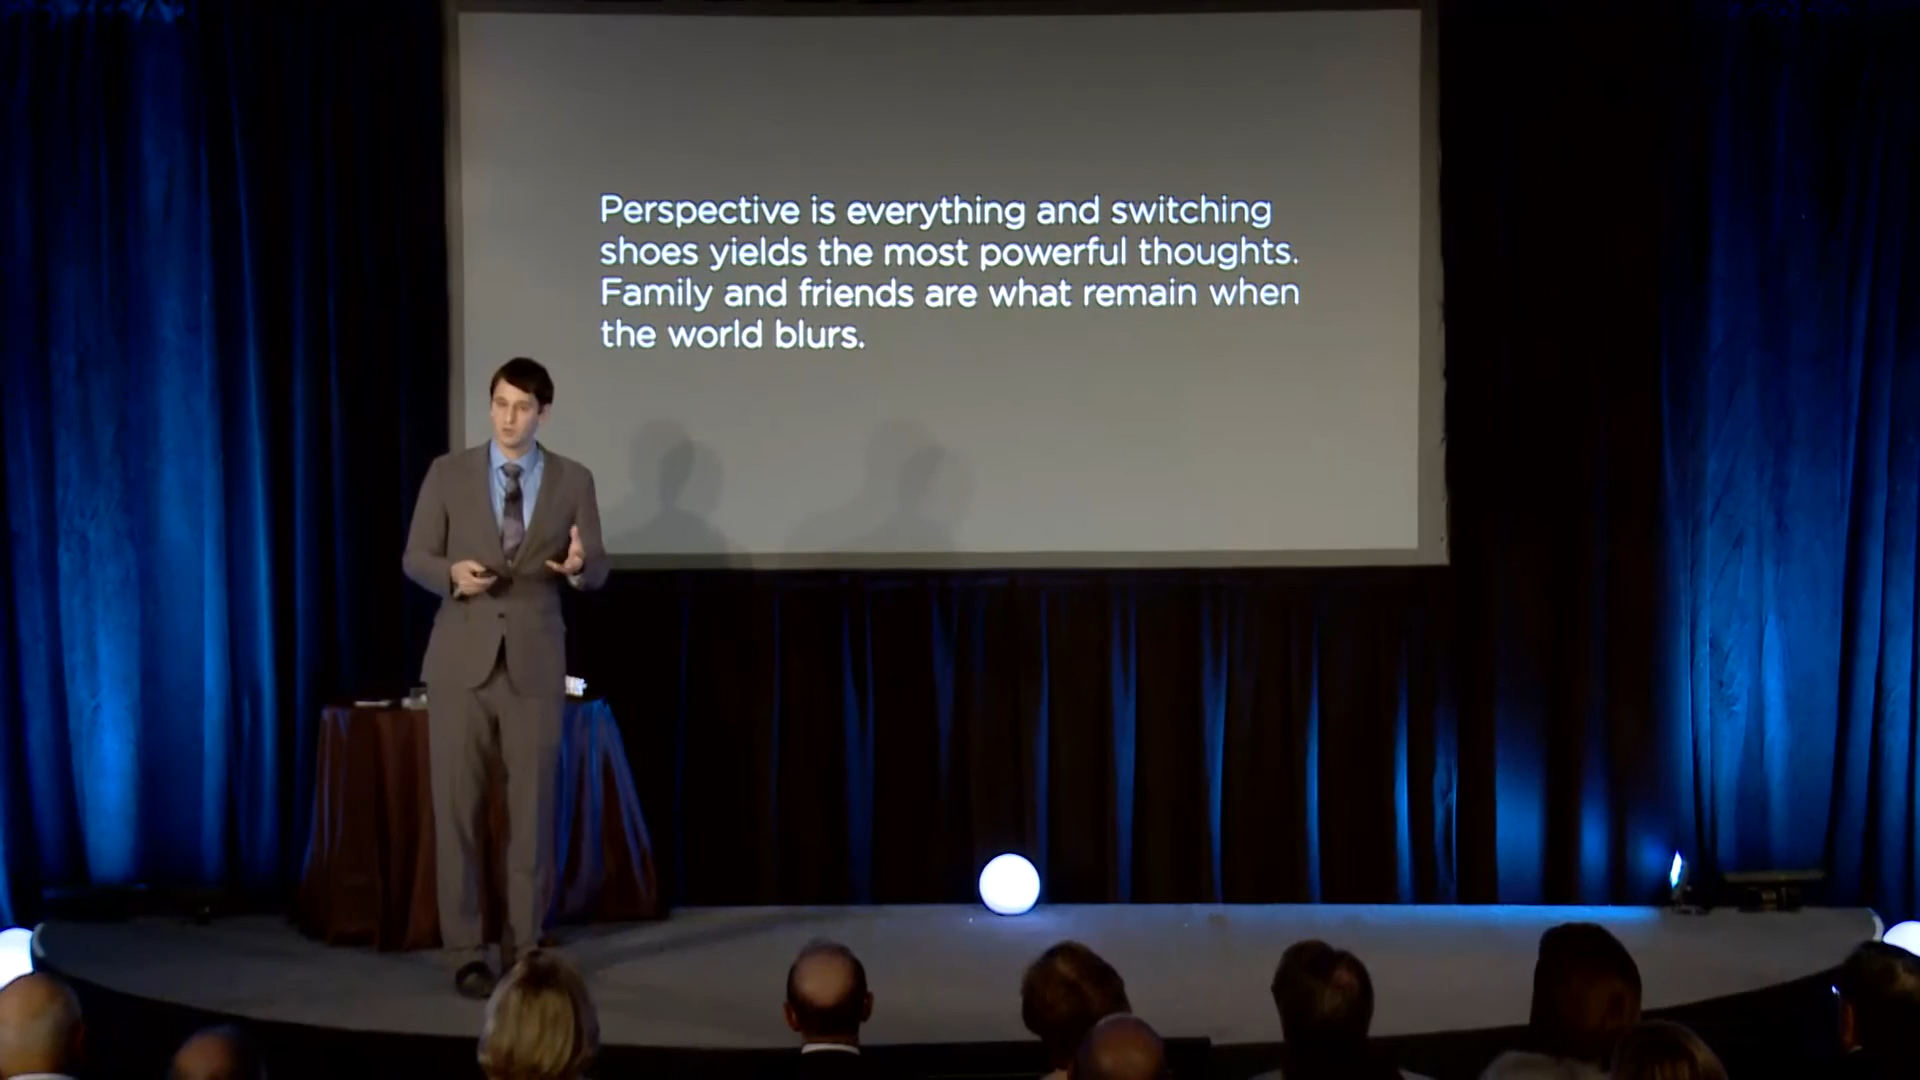 Perspective is everything and switching
shoes yields the most powerful thoughts.
Family and friends are what remain when
the world blurs.